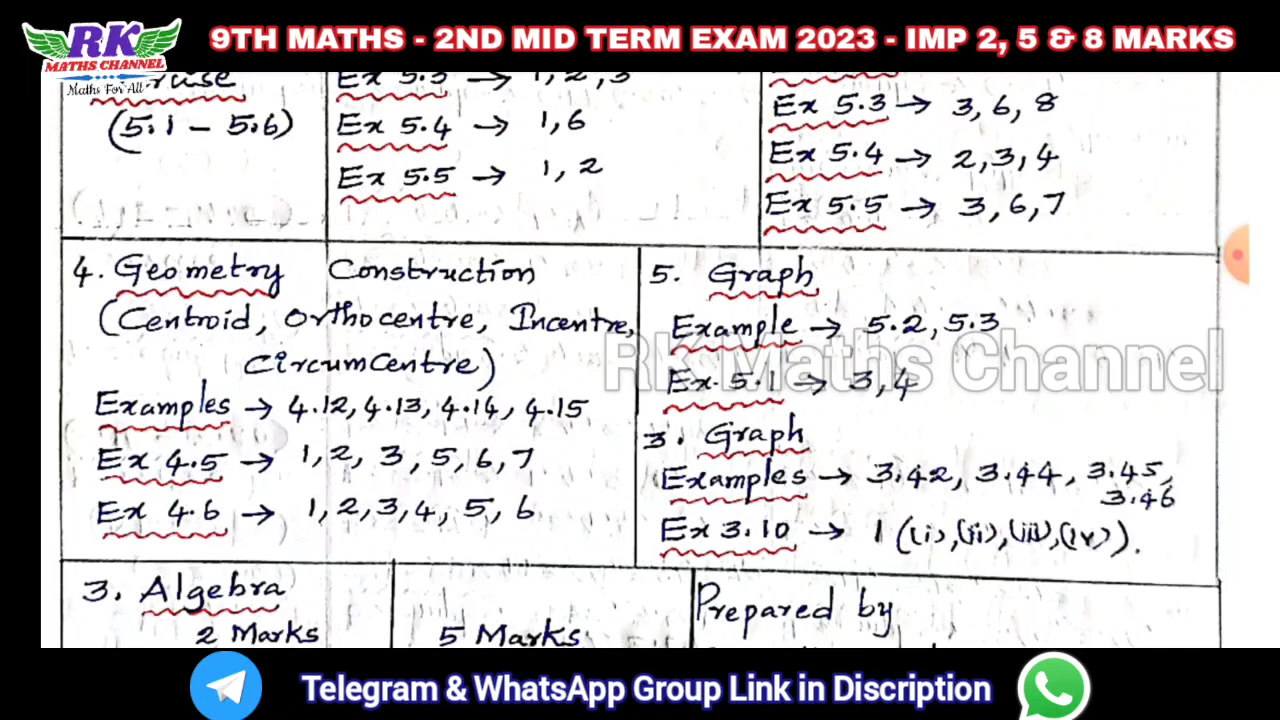 RK
MATHS CHANNEL
Maths For All
9TH MATHS - 2ND MID TERM EXAM 2023 - IMP 2, 5 & 8 MARKS
(5.1 - 5.6)
Ex 5.3 → 1, 2, 3
Ex 5.4 → 1, 6
Ex 5.5 → 1, 2
Ex 5.3 → 3, 6, 8
Ex 5.4 → 2, 3, 4
Ex 5.5 → 3, 6, 7
4. Geometry Construction
(Centroid, Orthocentre, Incentre,
CircumCentre)
Examples → 4.12, 4.13, 4.14, 4.15
Ex 4.5 → 1, 2, 3, 5, 6, 7
Ex 4.6 → 1, 2, 3, 4, 5, 6
5. Graph
Example → 5.2, 5.3
Ex. 5.1 → 3, 4
3. Graph
Examples → 3.42, 3.44, 3.45,
3.46
Ex 3.10 → 1 ((i), (ii), (iii), (iv)).
RK Maths Channel
3. Algebra
2 Marks
5 Marks
Prepared by
Telegram & WhatsApp Group Link in Discription